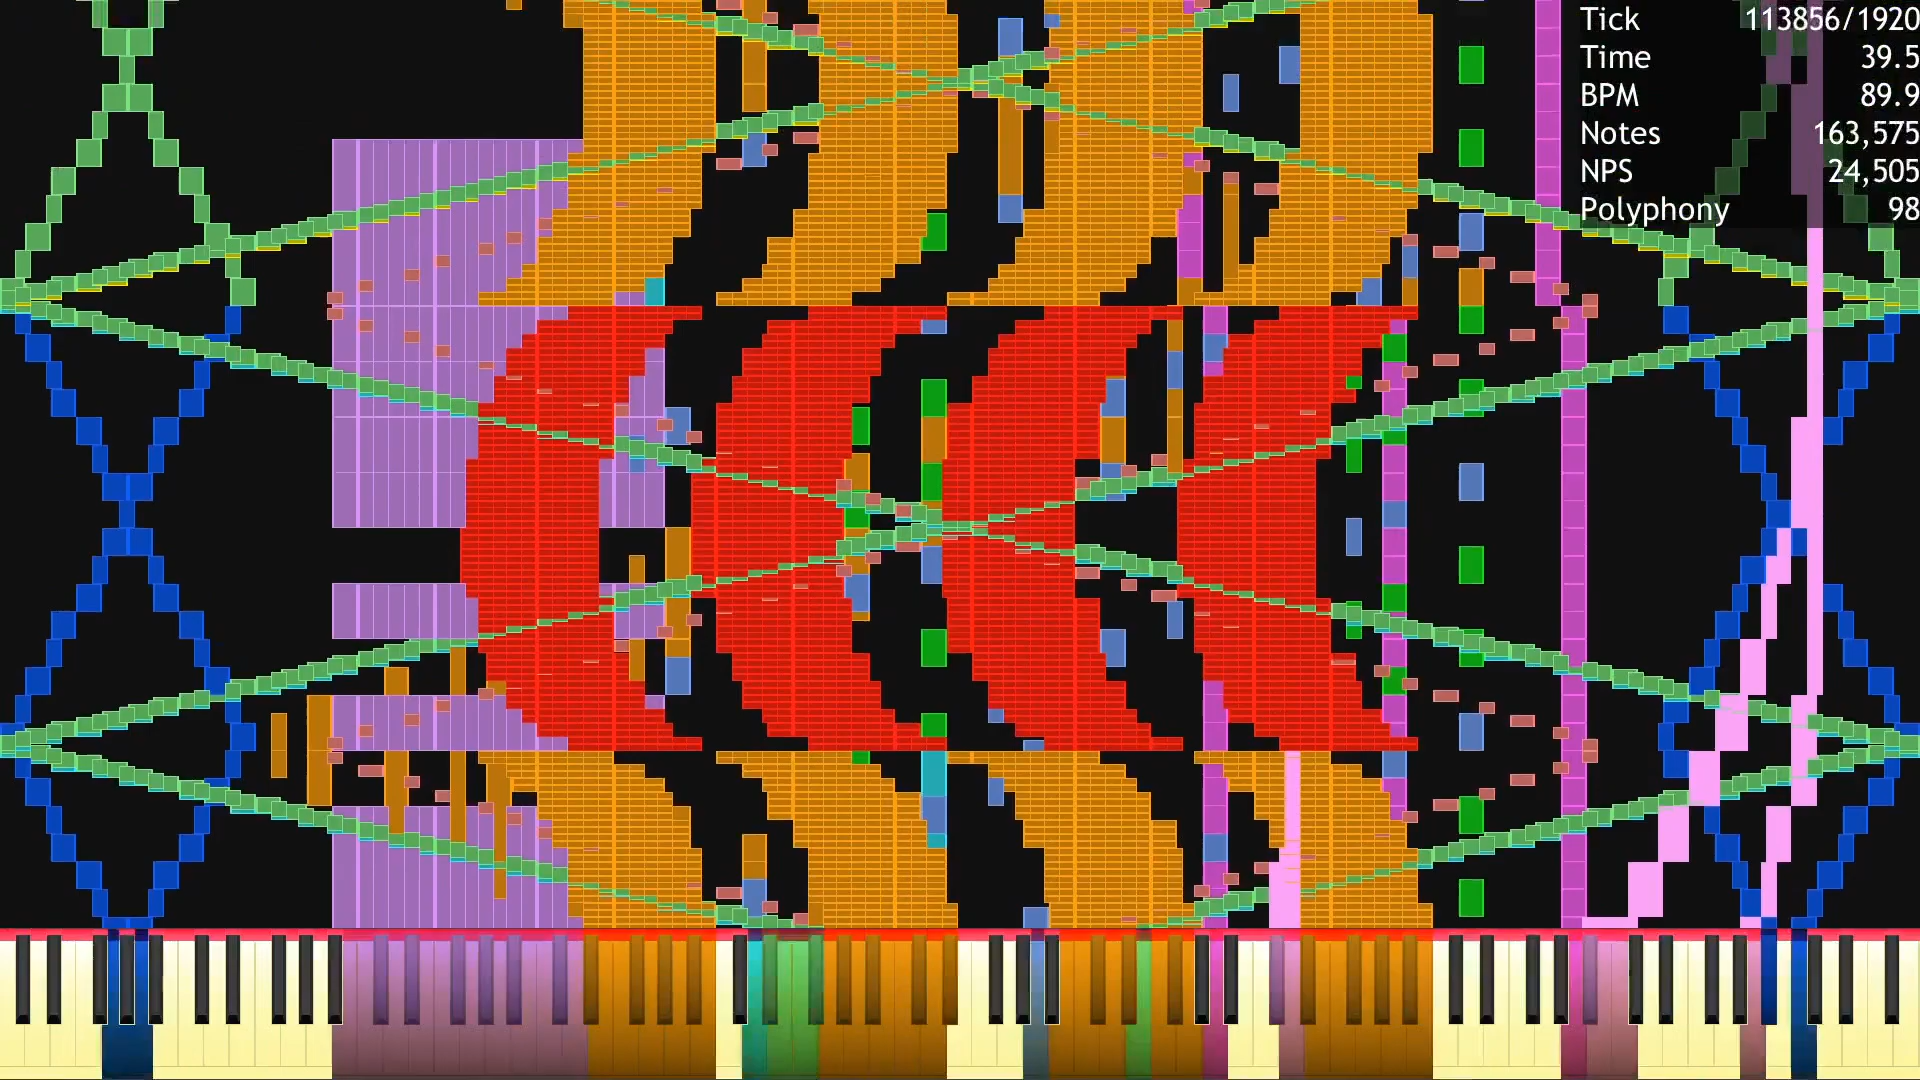 Tick 113856/1920
Time 39.5
BPM 89.9
Notes 163,575
NPS 24,505
Polyphony 98